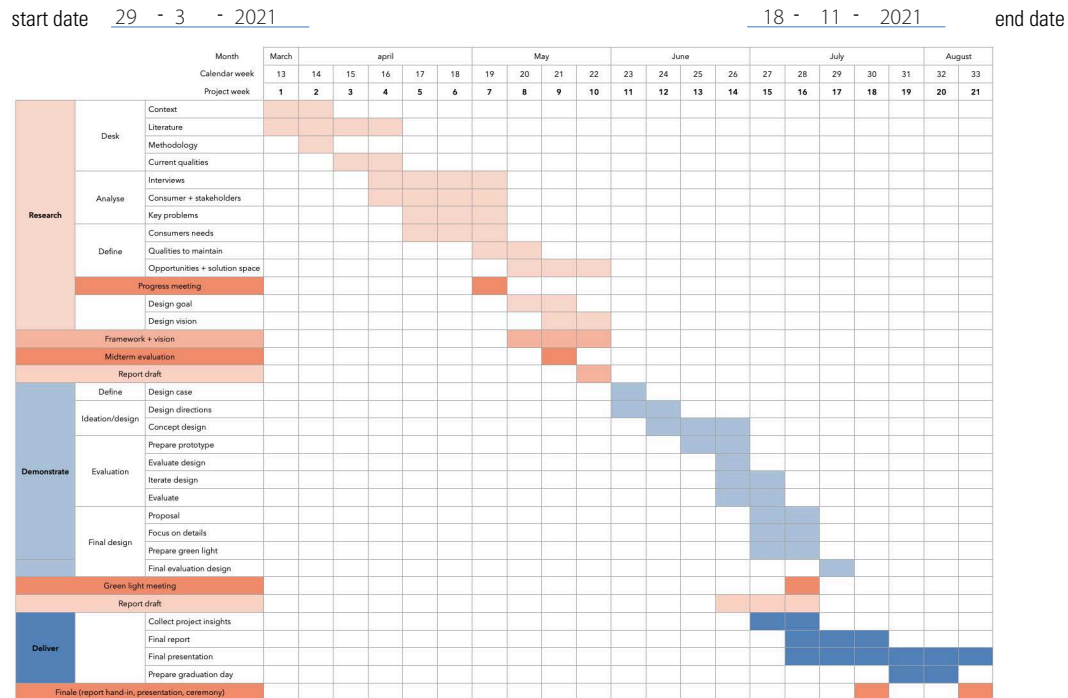 start date 29 - 3 - 2021 18 - 11 - 2021 end date
Month March april May June July August
Calendar week 13 14 15 16 17 18 19 20 21 22 23 24 25 26 27 28 29 30 31 32 33
Project week 1 2 3 4 5 6 7 8 9 10 11 12 13 14 15 16 17 18 19 20 21
Context
Desk Literature
Methodology
Current qualities
Interviews
Research Analyse Consumer + stakeholders
Key problems
Consumers needs
Define Qualities to maintain
Opportunities + solution space
Progress meeting
Design goal
Design vision
Framework + vision
Midterm evaluation
Report draft
Define Design case
Ideation/design Design directions
Concept design
Prepare prototype
Demonstrate Evaluation Evaluate design
Iterate design
Evaluate
Proposal
Final design Focus on details
Prepare green light
Final evaluation design
Green light meeting
Report draft
Collect project insights
Deliver Final report
Final presentation
Prepare graduation day
Finale (report hand-in, presentation, ceremony)